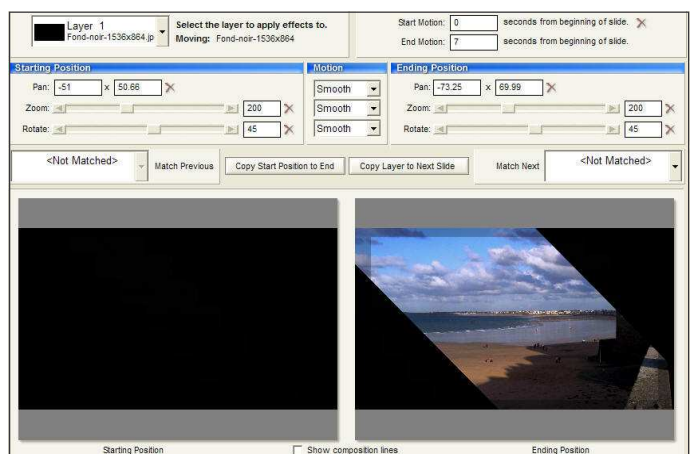 Layer 1
Fond-noir-1536x864.jp
Select the layer to apply effects to.
Moving: Fond-noir-1536x864
Start Motion: 0 seconds from beginning of slide.
End Motion: 7 seconds from beginning of slide.
Starting Position
Pan: -51 x 50.66
Zoom: 200
Rotate: 45
Motion
Smooth
Smooth
Smooth
Ending Position
Pan: -73.25 x 69.99
Zoom: 200
Rotate: 45
<Not Matched>
Match Previous
Copy Start Position to End
Copy Layer to Next Slide
Match Next
<Not Matched>
Starting Position
Show composition lines
Ending Position